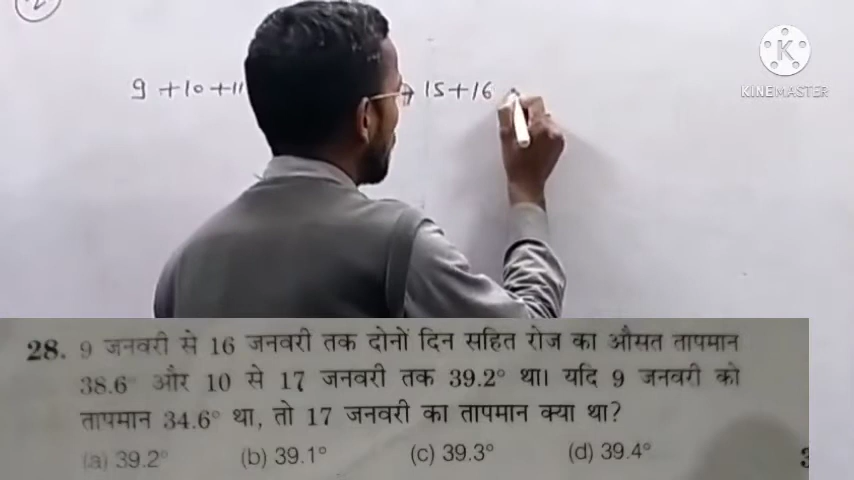 9 +10 +11 + 15+16
KINEMASTER
28. 9 जनवरी से 16 जनवरी तक दोनों दिन सहित रोज का औसत तापमान
38.6° और 10 से 17 जनवरी तक 39.2° था। यदि 9 जनवरी को
तापमान 34.6° था, तो 17 जनवरी का तापमान क्या था?
(a) 39.2° (b) 39.1° (c) 39.3° (d) 39.4°